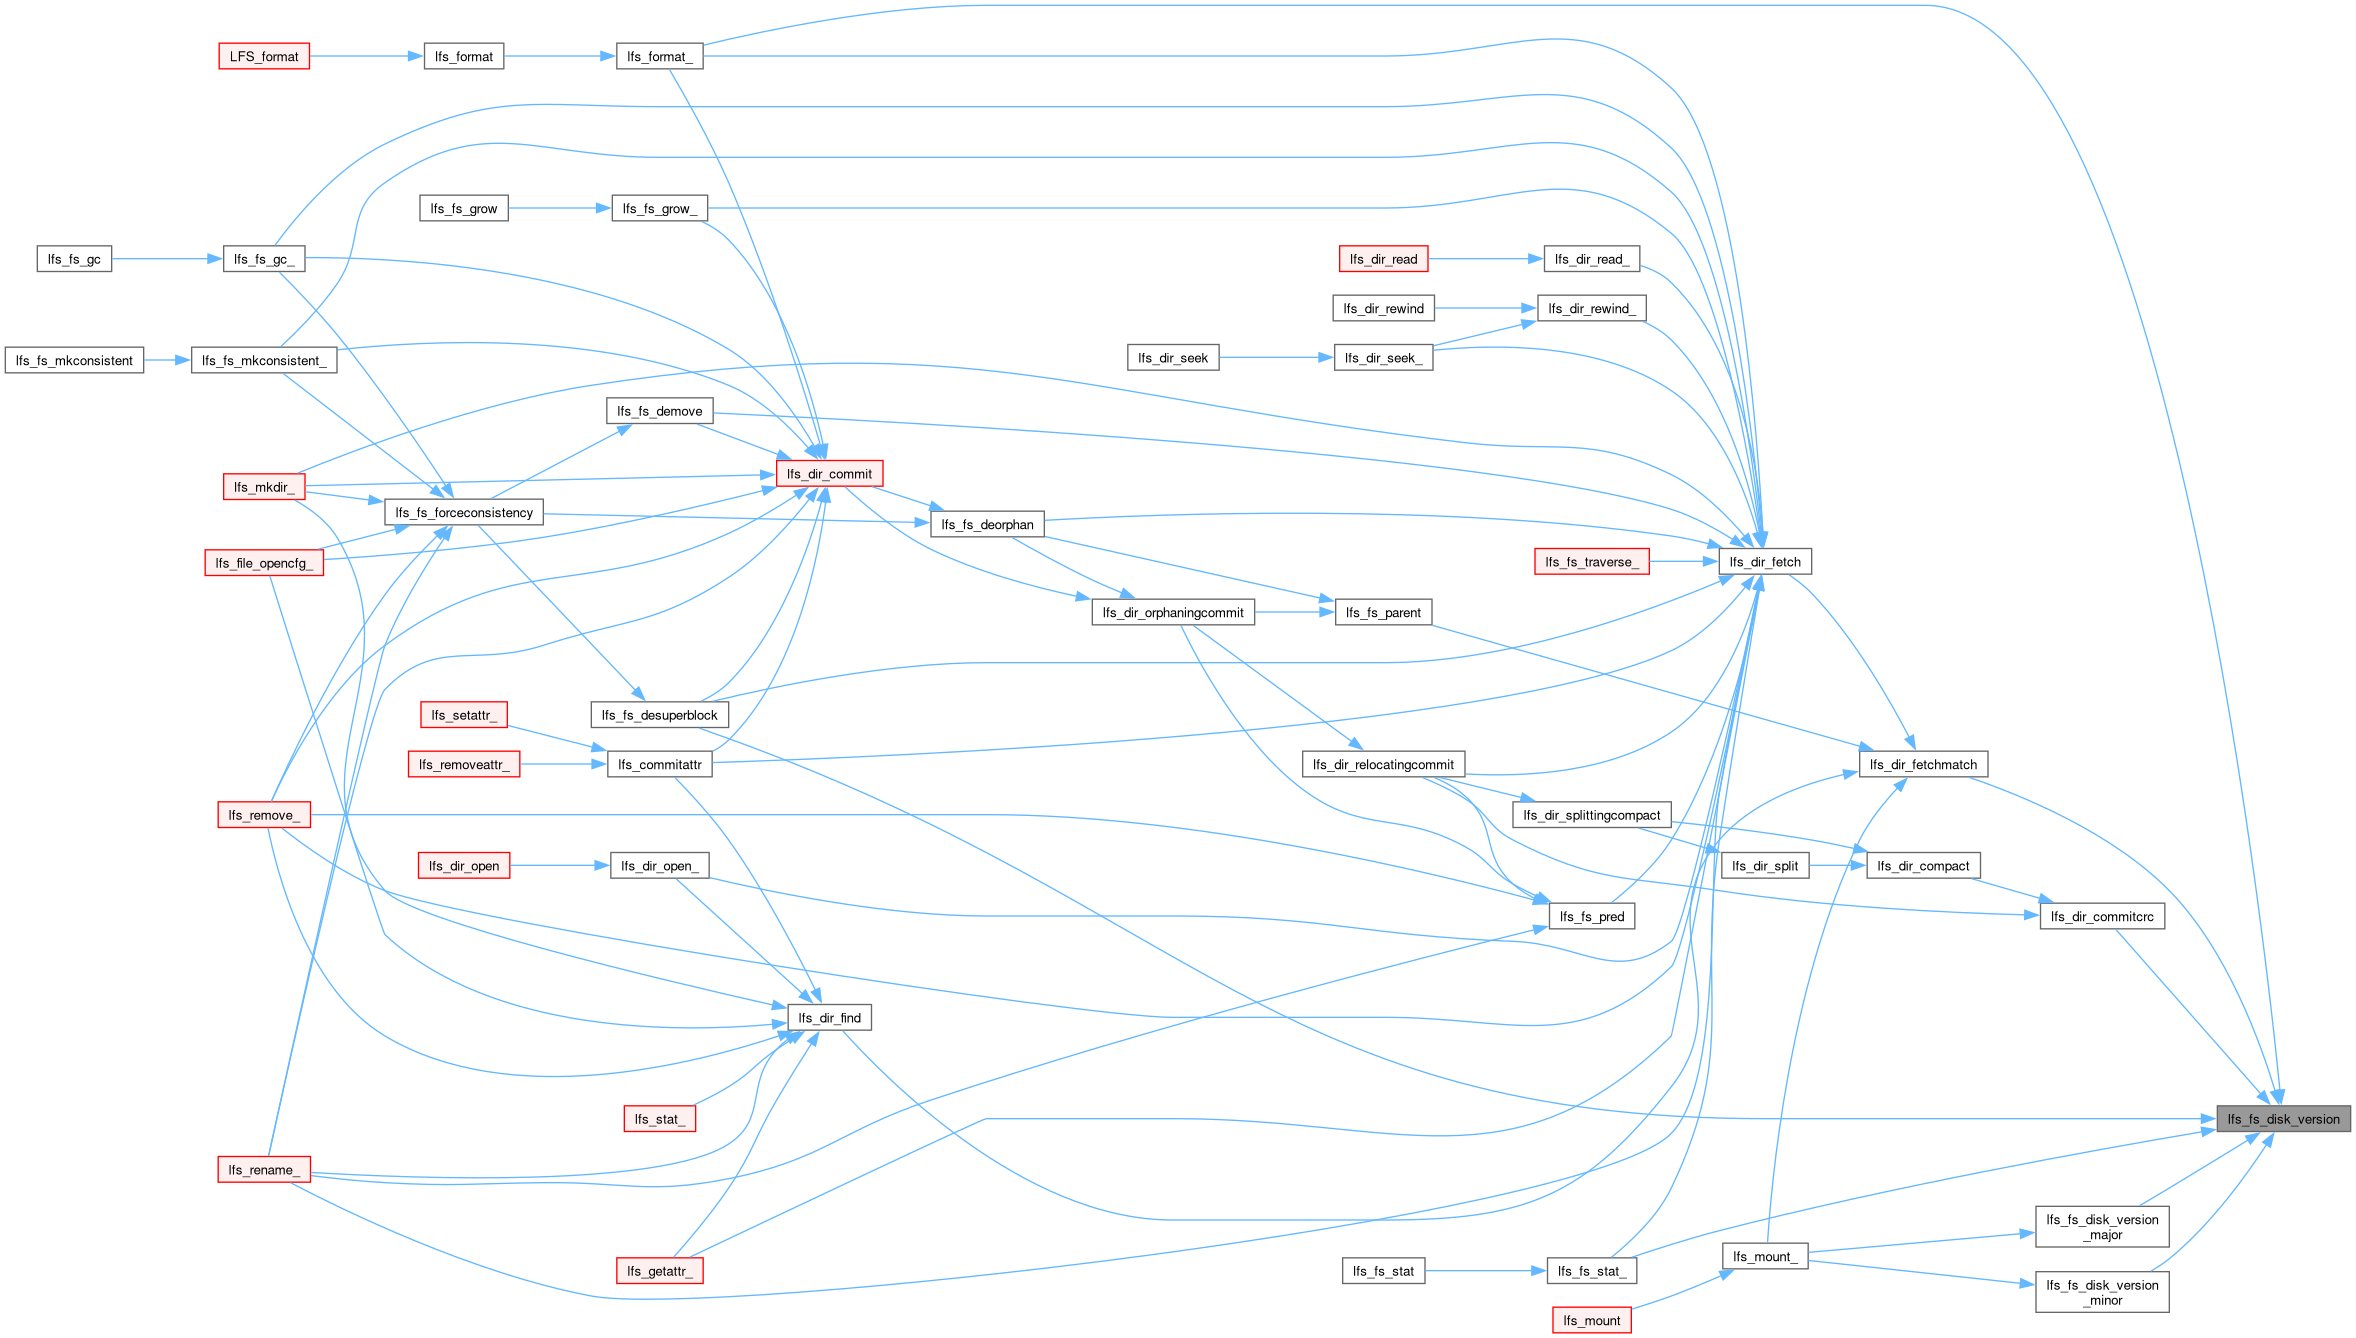 LFS_format
lfs_format
lfs_format_
lfs_fs_grow
lfs_fs_grow_
lfs_fs_gc
lfs_fs_gc_
lfs_dir_read
lfs_dir_read_
lfs_dir_rewind
lfs_dir_rewind_
lfs_fs_mkconsistent
lfs_fs_mkconsistent_
lfs_dir_seek
lfs_dir_seek_
lfs_fs_demove
lfs_mkdir_
lfs_dir_commit
lfs_fs_forceconsistency
lfs_fs_deorphan
lfs_file_opencfg_
lfs_fs_traverse_
lfs_dir_fetch
lfs_dir_orphaningcommit
lfs_fs_parent
lfs_setattr_
lfs_fs_desuperblock
lfs_removeattr_
lfs_commitattr
lfs_dir_relocatingcommit
lfs_dir_fetchmatch
lfs_remove_
lfs_dir_splittingcompact
lfs_dir_open
lfs_dir_open_
lfs_dir_split
lfs_dir_compact
lfs_fs_pred
lfs_dir_commitcrc
lfs_dir_find
lfs_stat_
lfs_fs_disk_version
lfs_rename_
lfs_fs_disk_version
_major
lfs_getattr_
lfs_fs_stat
lfs_fs_stat_
lfs_mount_
lfs_fs_disk_version
_minor
lfs_mount